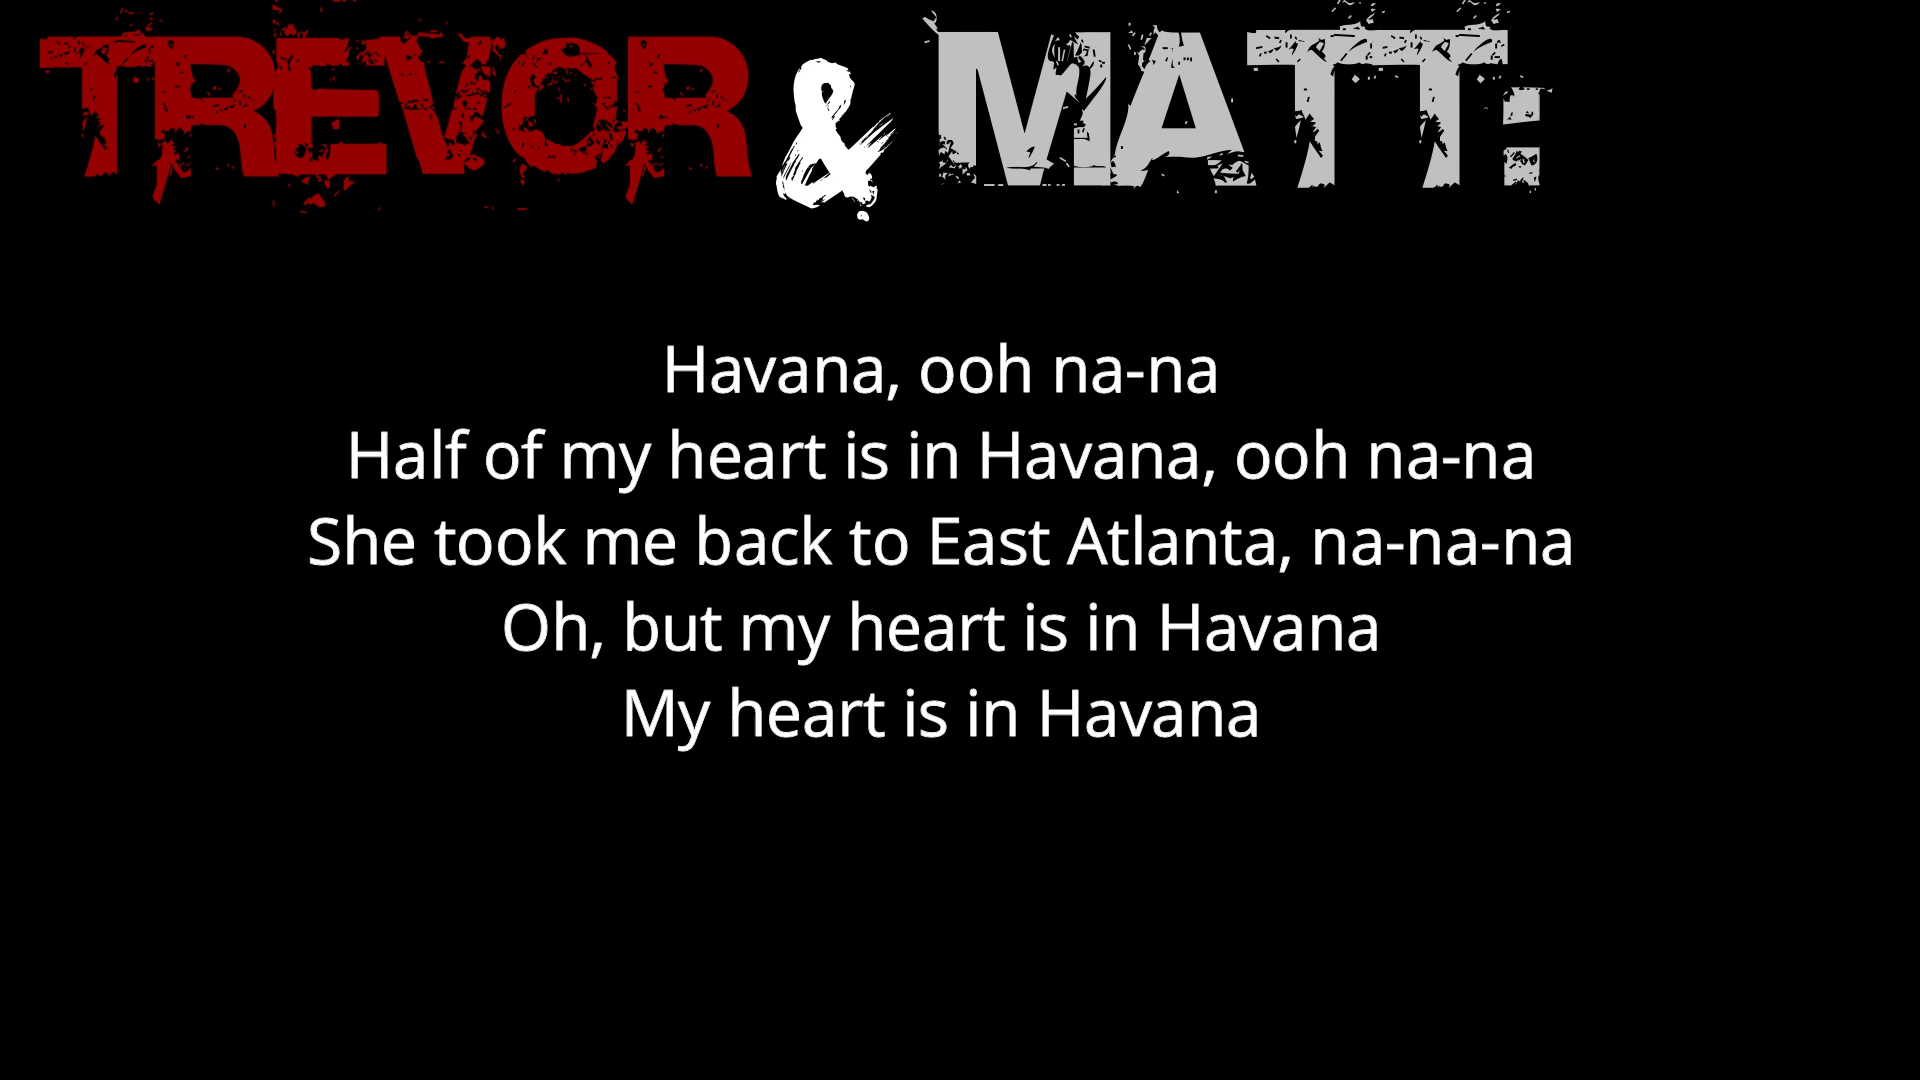 TREVOR & MATT:
Havana, ooh na-na
Half of my heart is in Havana, ooh na-na
She took me back to East Atlanta, na-na-na
Oh, but my heart is in Havana
My heart is in Havana